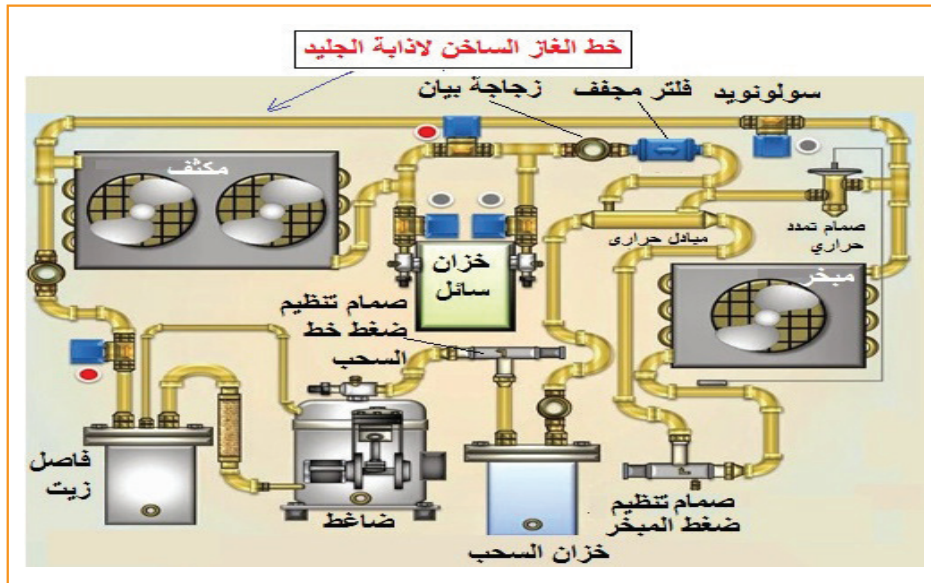 خط الغاز الساخن لاذابة الجليد
زجاجة بيان
فلتر مجفف
سولونويد
مكثف
صمام تمدد
حراري
مبادل حرارى
خزان
سائل
مبخر
صمام تنظيم
ضغط خط
السحب
فاصل
زيت
ضاغط
خزان السحب
صمام تنظيم
ضغط المبخر